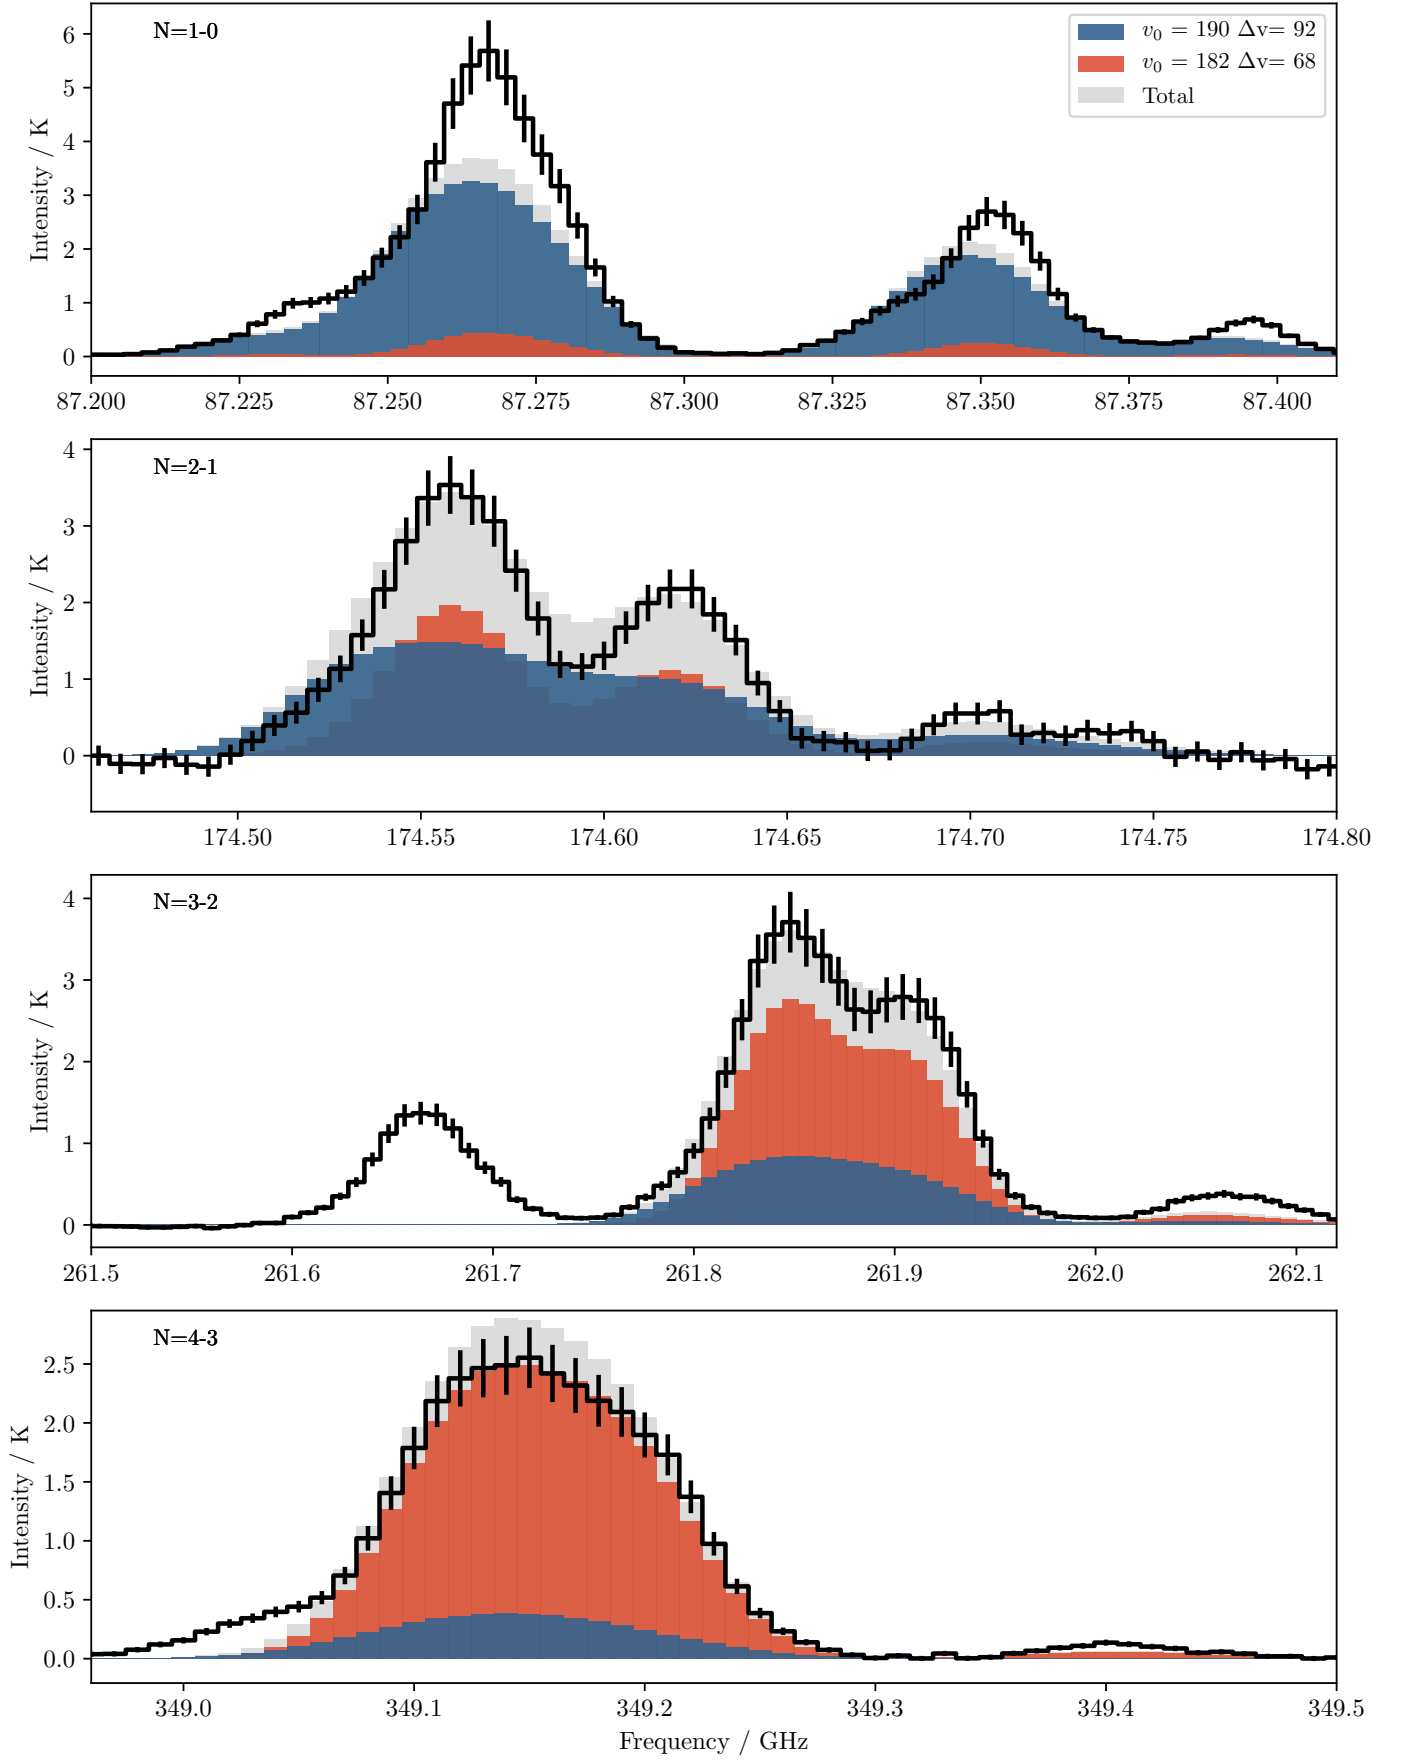 N=1-0
v₀ = 190 Δv= 92
v₀ = 182 Δv= 68
Total
Intensity / K
6
5
4
3
2
1
0
87.200 87.225 87.250 87.275 87.300 87.325 87.350 87.375 87.400
N=2-1
Intensity / K
4
3
2
1
0
174.50 174.55 174.60 174.65 174.70 174.75 174.80
N=3-2
Intensity / K
4
3
2
1
0
261.5 261.6 261.7 261.8 261.9 262.0 262.1
N=4-3
Intensity / K
2.5
2.0
1.5
1.0
0.5
0.0
349.0 349.1 349.2 349.3 349.4 349.5
Frequency / GHz